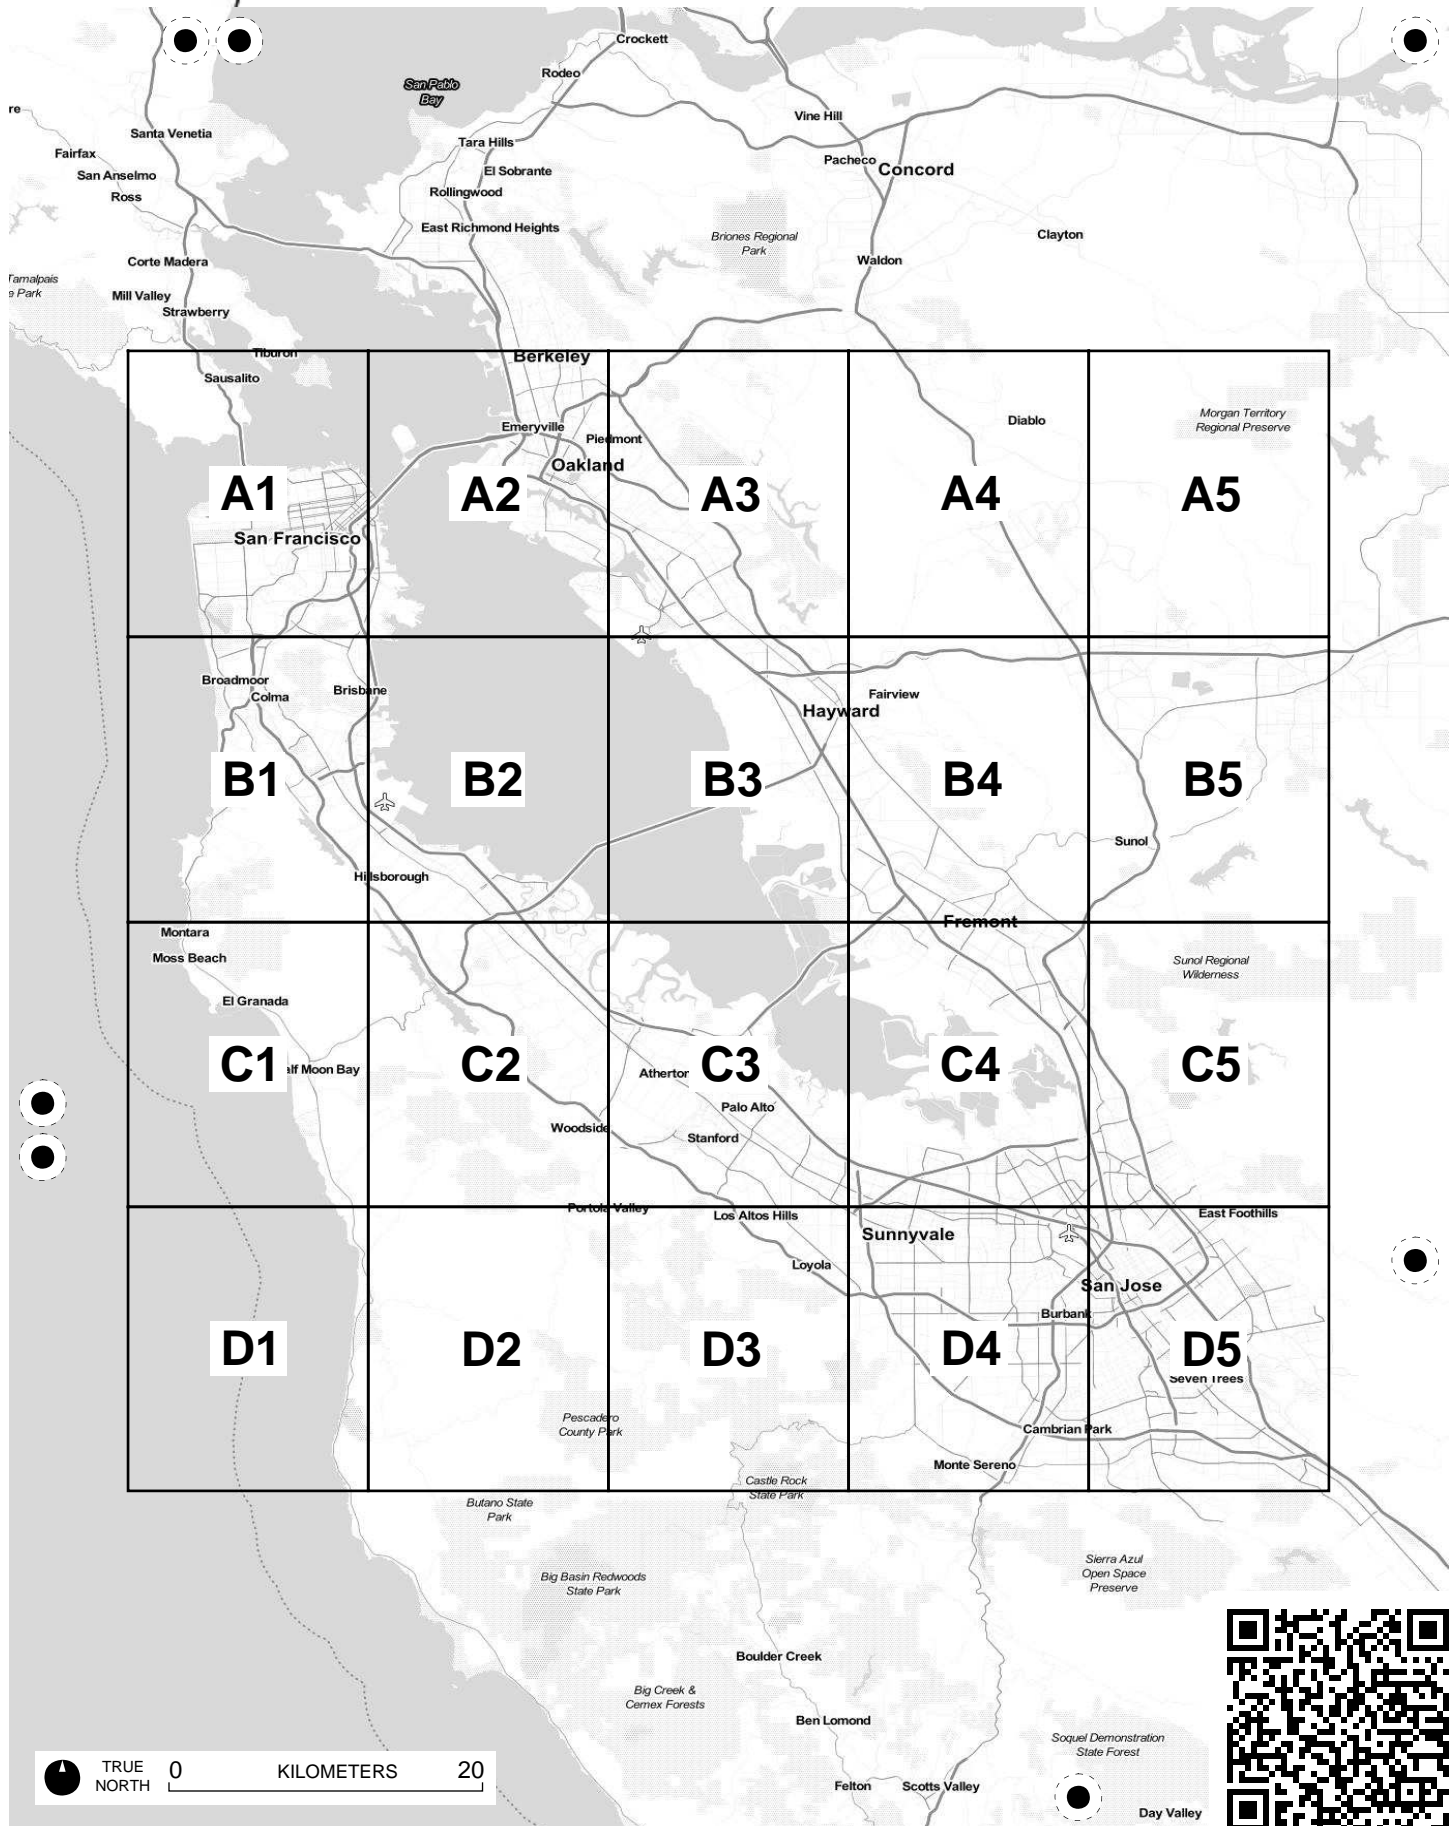 Crockett
San Pablo
Bay
Rodeo
re
Vine Hill
Santa Venetia
Tara Hills
Fairfax
Pacheco
Concord
San Anselmo
El Sobrante
Ross
Rollingwood
East Richmond Heights
Briones Regional
Park
Clayton
Corte Madera
Waldon
Tamalpais
e Park
Mill Valley
Strawberry
Tiburon
Berkeley
Sausalito
Morgan Territory
Regional Preserve
Diablo
Emeryville
Piedmont
Oakland
A1
A2
A3
A4
A5
San Francisco
Broadmoor
Colma
Brisbane
Fairview
Hayward
B1
B2
B3
B4
B5
Sunol
Hillsborough
Fremont
Montara
Moss Beach
Sunol Regional
Wilderness
El Granada
C1
alf Moon Bay
C2
Atherton
C3
C4
C5
Palo Alto
Woodside
Stanford
Portola Valley
Los Altos Hills
East Foothills
Sunnyvale
Loyola
San Jose
Burbank
D1
D2
D3
D4
D5
Seven Trees
Pescadero
County Park
Cambrian Park
Monte Sereno
Castle Rock
State Park
Butano State
Park
Big Basin Redwoods
State Park
Sierra Azul
Open Space
Preserve
Boulder Creek
Big Creek &
Cemex Forests
Ben Lomond
Soquel Demonstration
State Forest
TRUE
NORTH
0 KILOMETERS 20
Felton
Scotts Valley
Day Valley